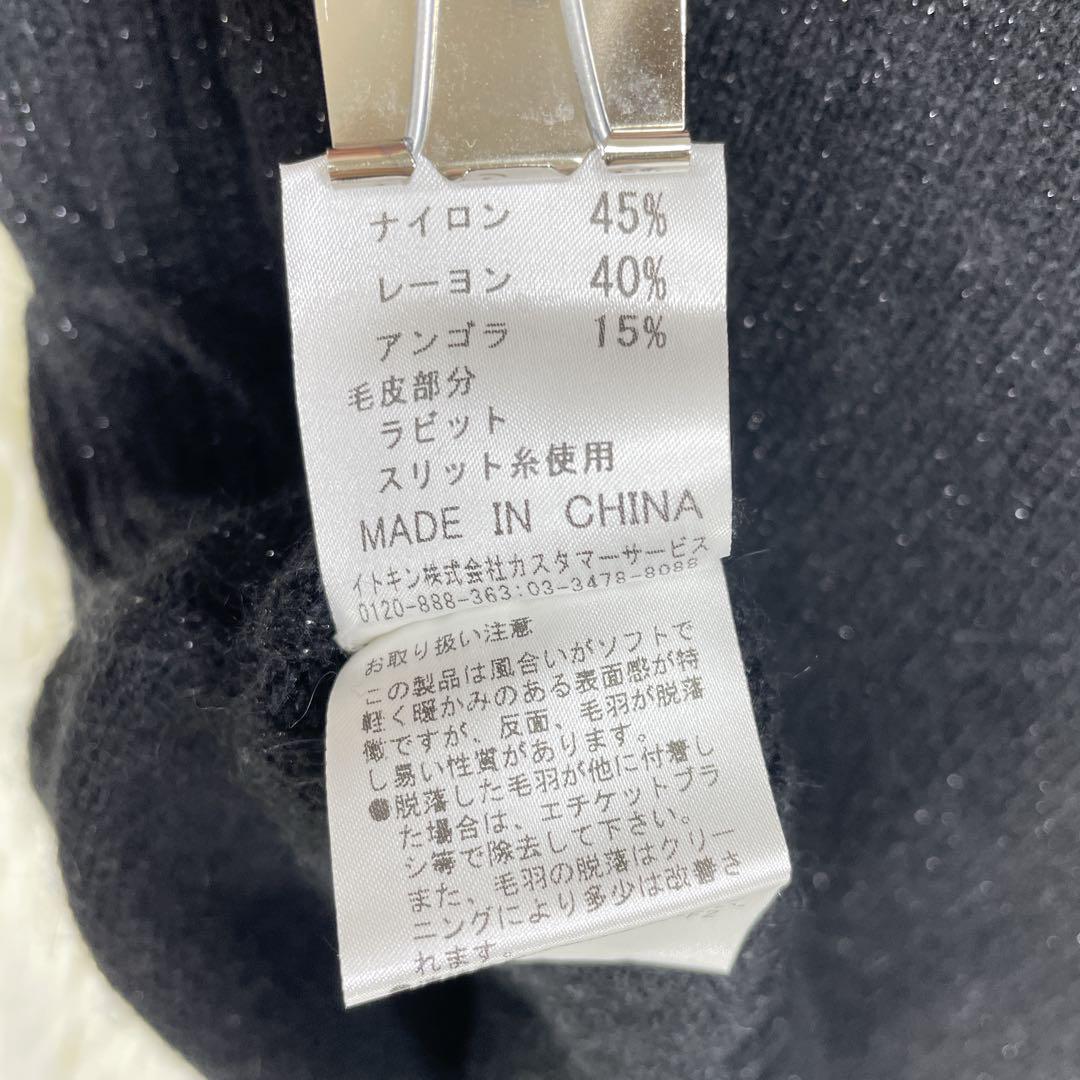 ナイロン 45%
レーヨン 40%
アンゴラ 15%
毛皮部分
ラビット
スリット糸使用
MADE IN CHINA
イトキン株式会社カスタマーサービス
0120-888-363:03-3478-8088
お取り扱い注意
この製品は風合いがソフトで
軽く暖かみのある表面感が特
徴ですが、反面、毛羽が脱落
し易い性質があります。
●脱落した毛羽が他に付着し
た場合は、エチケットブラ
シ等で除去して下さい。
また、毛羽の脱落はクリー
ニングにより多少は改善さ
れます。